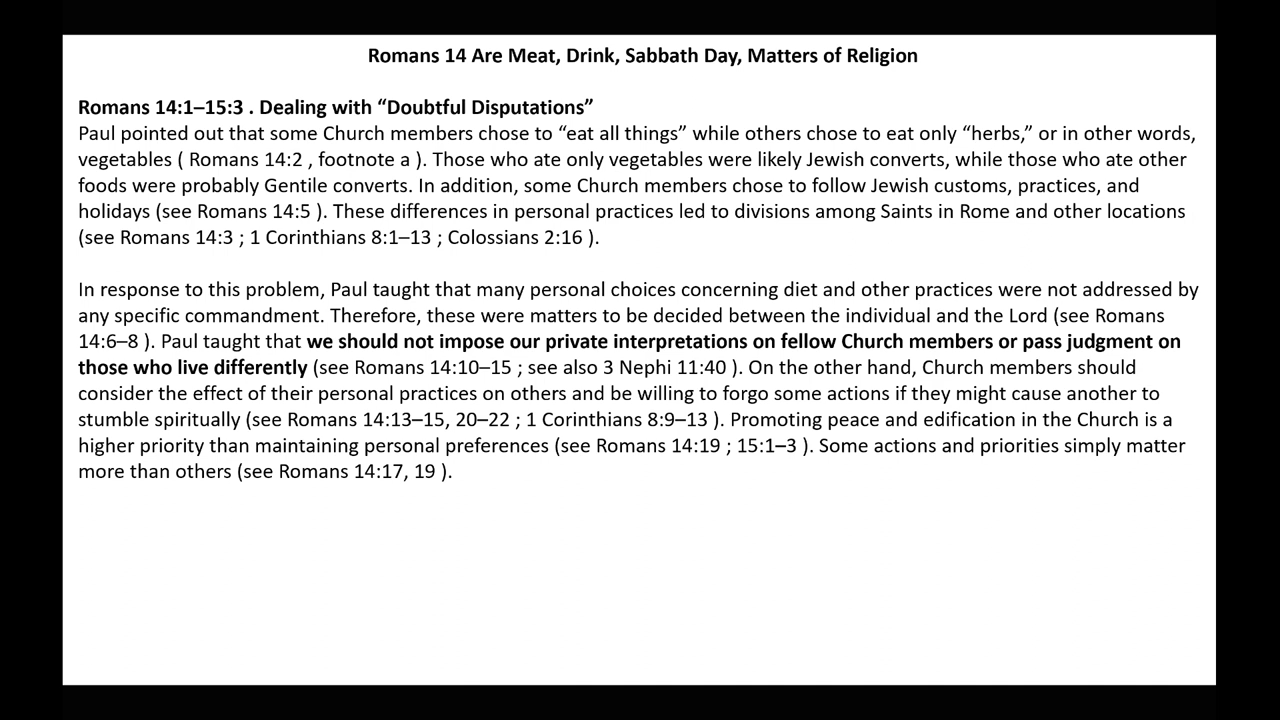 Romans 14 Are Meat, Drink, Sabbath Day, Matters of Religion
Romans 14:1–15:3 . Dealing with “Doubtful Disputations”
Paul pointed out that some Church members chose to “eat all things” while others chose to eat only “herbs,” or in other words,
vegetables ( Romans 14:2 , footnote a ). Those who ate only vegetables were likely Jewish converts, while those who ate other
foods were probably Gentile converts. In addition, some Church members chose to follow Jewish customs, practices, and
holidays (see Romans 14:5 ). These differences in personal practices led to divisions among Saints in Rome and other locations
(see Romans 14:3 ; 1 Corinthians 8:1–13 ; Colossians 2:16 ).
In response to this problem, Paul taught that many personal choices concerning diet and other practices were not addressed by
any specific commandment. Therefore, these were matters to be decided between the individual and the Lord (see Romans
14:6–8 ). Paul taught that we should not impose our private interpretations on fellow Church members or pass judgment on
those who live differently (see Romans 14:10–15 ; see also 3 Nephi 11:40 ). On the other hand, Church members should
consider the effect of their personal practices on others and be willing to forgo some actions if they might cause another to
stumble spiritually (see Romans 14:13–15, 20–22 ; 1 Corinthians 8:9–13 ). Promoting peace and edification in the Church is a
higher priority than maintaining personal preferences (see Romans 14:19 ; 15:1–3 ). Some actions and priorities simply matter
more than others (see Romans 14:17, 19 ).